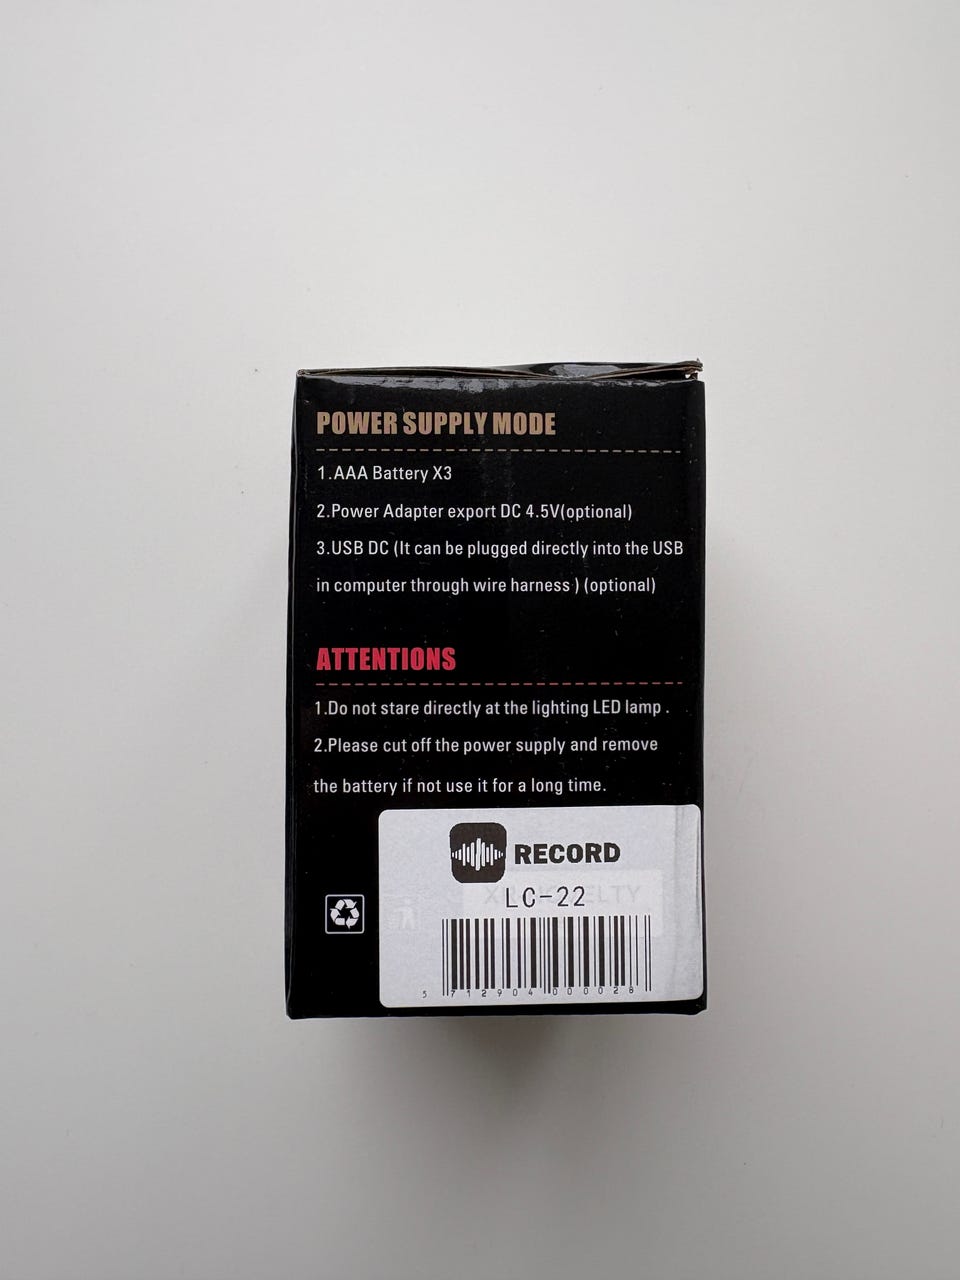 POWER SUPPLY MODE
1.AAA Battery X3
2.Power Adapter export DC 4.5V(optional)
3.USB DC (It can be plugged directly into the USB
in computer through wire harness ) (optional)
ATTENTIONS
1.Do not stare directly at the lighting LED lamp .
2.Please cut off the power supply and remove
the battery if not use it for a long time.
RECORD
LC-22
5 712904 000028